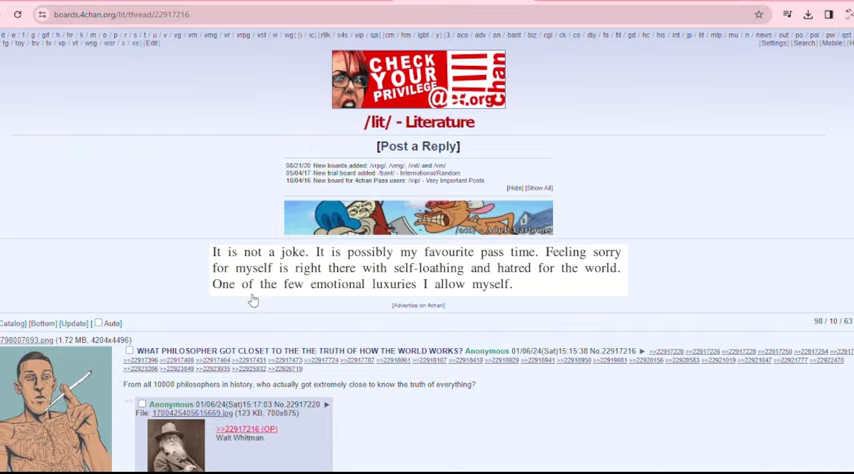 boards.4chan.org/lit/thread/22917216
[Settings] [Search] [Mobile]
CHECK
YOUR
PRIVILEGE
/lit/ - Literature
[Post a Reply]
08/21/20 New boards added: /vrpg/, /vmg/, /vst/ and /vm/
05/04/17 New trial board added: /bant/ - International/Random
10/04/16 New board for 4chan Pass users: /vip/ - Very Important Posts
[Hide] [Show All]
It is not a joke. It is possibly my favourite pass time. Feeling sorry
for myself is right there with self-loathing and hatred for the world.
One of the few emotional luxuries I allow myself.
[Advertise on 4chan]
Catalog] [Bottom] [Update] [ Auto]
98 / 10 / 63
798007693.png (1.72 MB, 4204x4496)
WHAT PHILOSOPHER GOT CLOSET TO THE THE TRUTH OF HOW THE WORLD WORKS? Anonymous 01/06/24(Sat)15:15:38 No.22917216
From all 10000 philosophers in history, who actually got extremely close to know the truth of everything?
Anonymous 01/06/24(Sat)15:17:03 No.22917220
File: 1700425405615669.jpg (123 KB, 700x875)
>>22917216 (OP)
Walt Whitman.